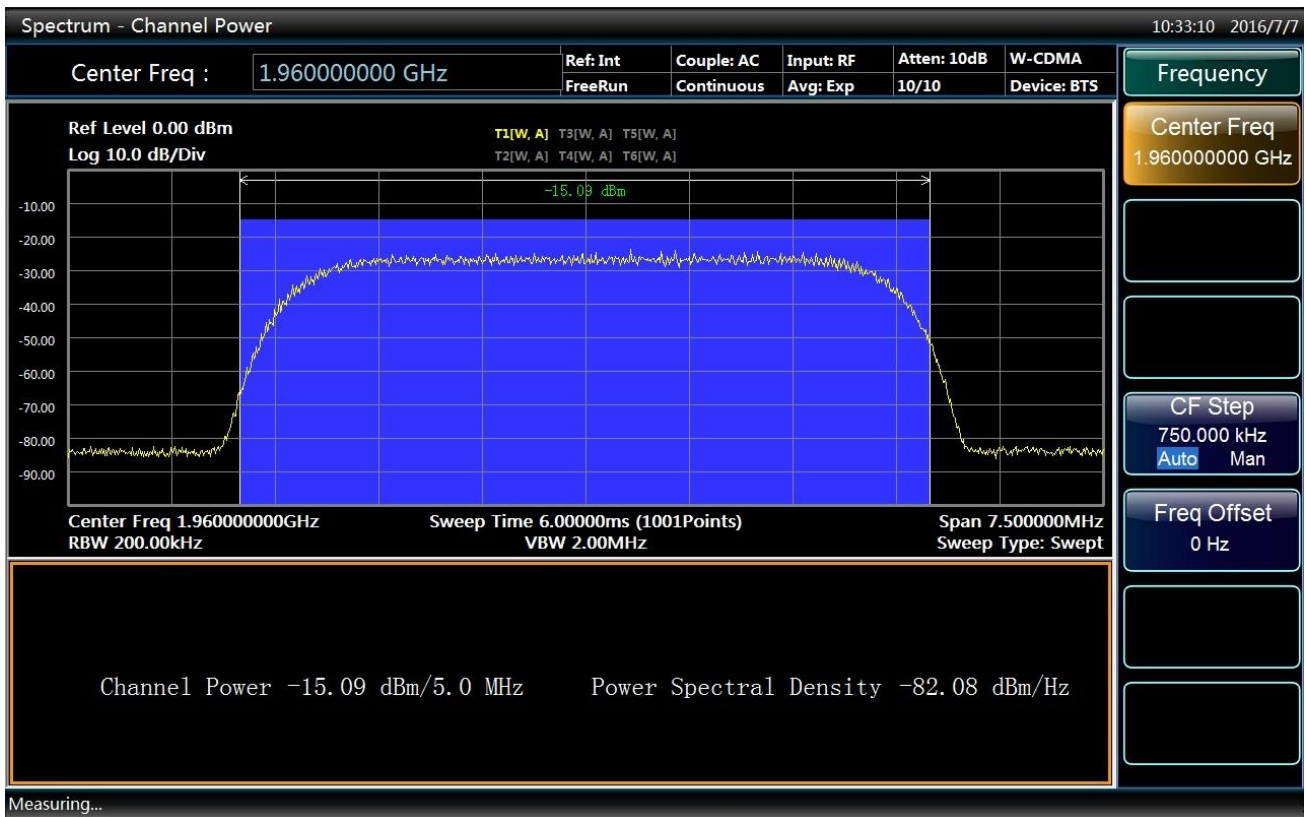 Spectrum - Channel Power
10:33:10 2016/7/7
Center Freq : 1.960000000 GHz
Ref: Int Couple: AC Input: RF Atten: 10dB W-CDMA
FreeRun Continuous Avg: Exp 10/10 Device: BTS
Ref Level 0.00 dBm
Log 10.0 dB/Div
T1[W, A] T3[W, A] T5[W, A]
T2[W, A] T4[W, A] T6[W, A]
-15.09 dBm
-10.00
-20.00
-30.00
-40.00
-50.00
-60.00
-70.00
-80.00
-90.00
Center Freq 1.960000000GHz Sweep Time 6.00000ms (1001Points) Span 7.500000MHz
RBW 200.00kHz VBW 2.00MHz Sweep Type: Swept
Channel Power -15.09 dBm/5.0 MHz Power Spectral Density -82.08 dBm/Hz
Measuring...
Frequency
Center Freq
1.960000000 GHz
CF Step
750.000 kHz
Auto Man
Freq Offset
0 Hz